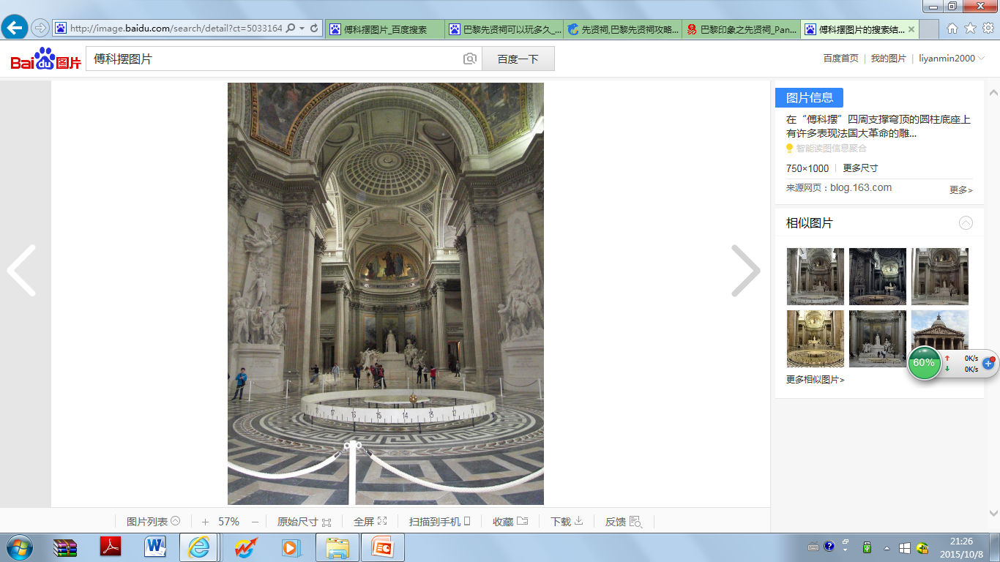 http://image.baidu.com/search/detail?ct=5033164
傅科摆图片_百度搜索
巴黎先贤祠可以玩多久_...
先贤祠,巴黎先贤祠攻略...
巴黎印象之先贤祠_Pan...
傅科摆图片的搜索结...
Bai du 图片
傅科摆图片
百度一下
百度首页
我的图片
liyanmin2000
图片信息
在“傅科摆”四周支撑穹顶的圆柱底座上
有许多表现法国大革命的雕...
智能读图信息聚合
750×1000
更多尺寸
来源网页：blog.163.com
更多>
相似图片
更多相似图片>
60%
0K/s
0K/s
17 16 15 14 13 12 11
图片列表
57%
原始尺寸
全屏
扫描到手机
收藏
下载
反馈
21:26
2015/10/8